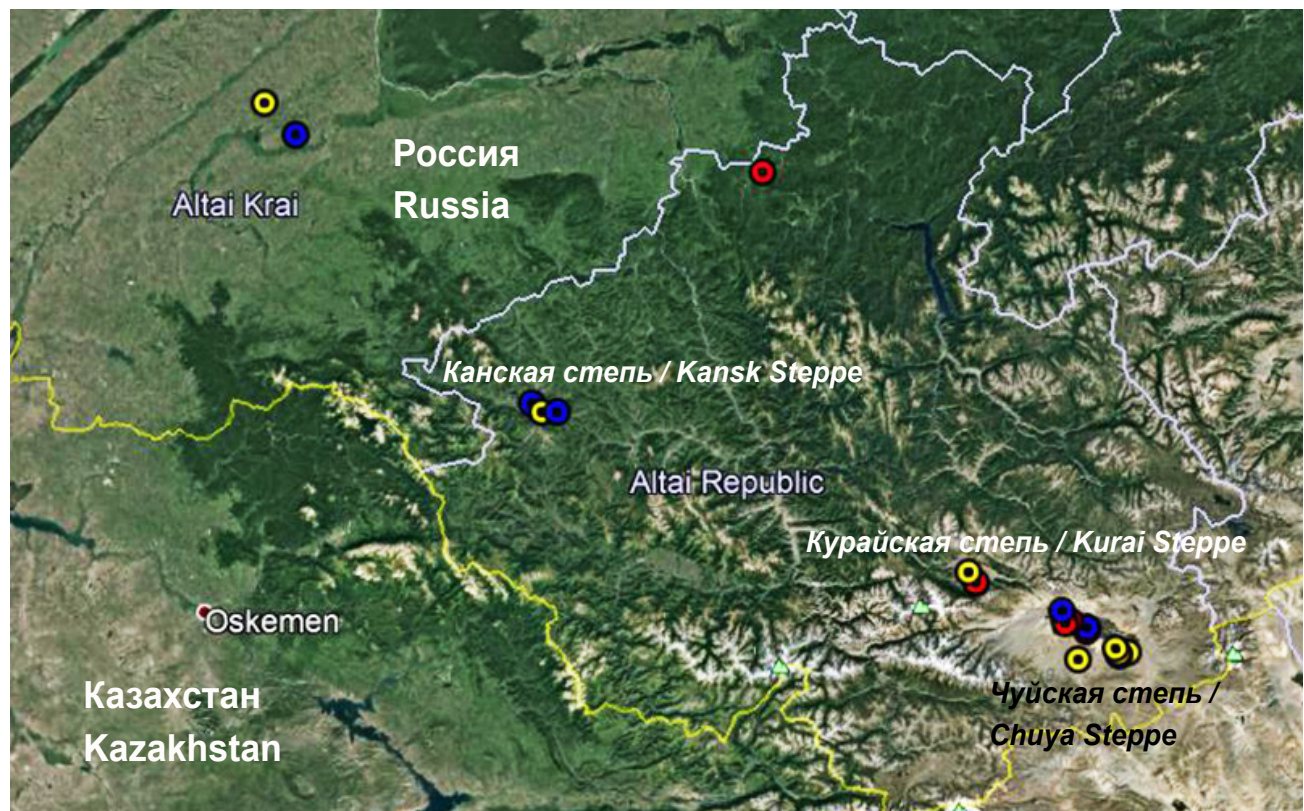 Россия
Russia
Altai Krai
Канская степь / Kansk Steppe
Altai Republic
Курайская степь / Kurai Steppe
Oskemen
Казахстан
Kazakhstan
Чуйская степь /
Chuya Steppe